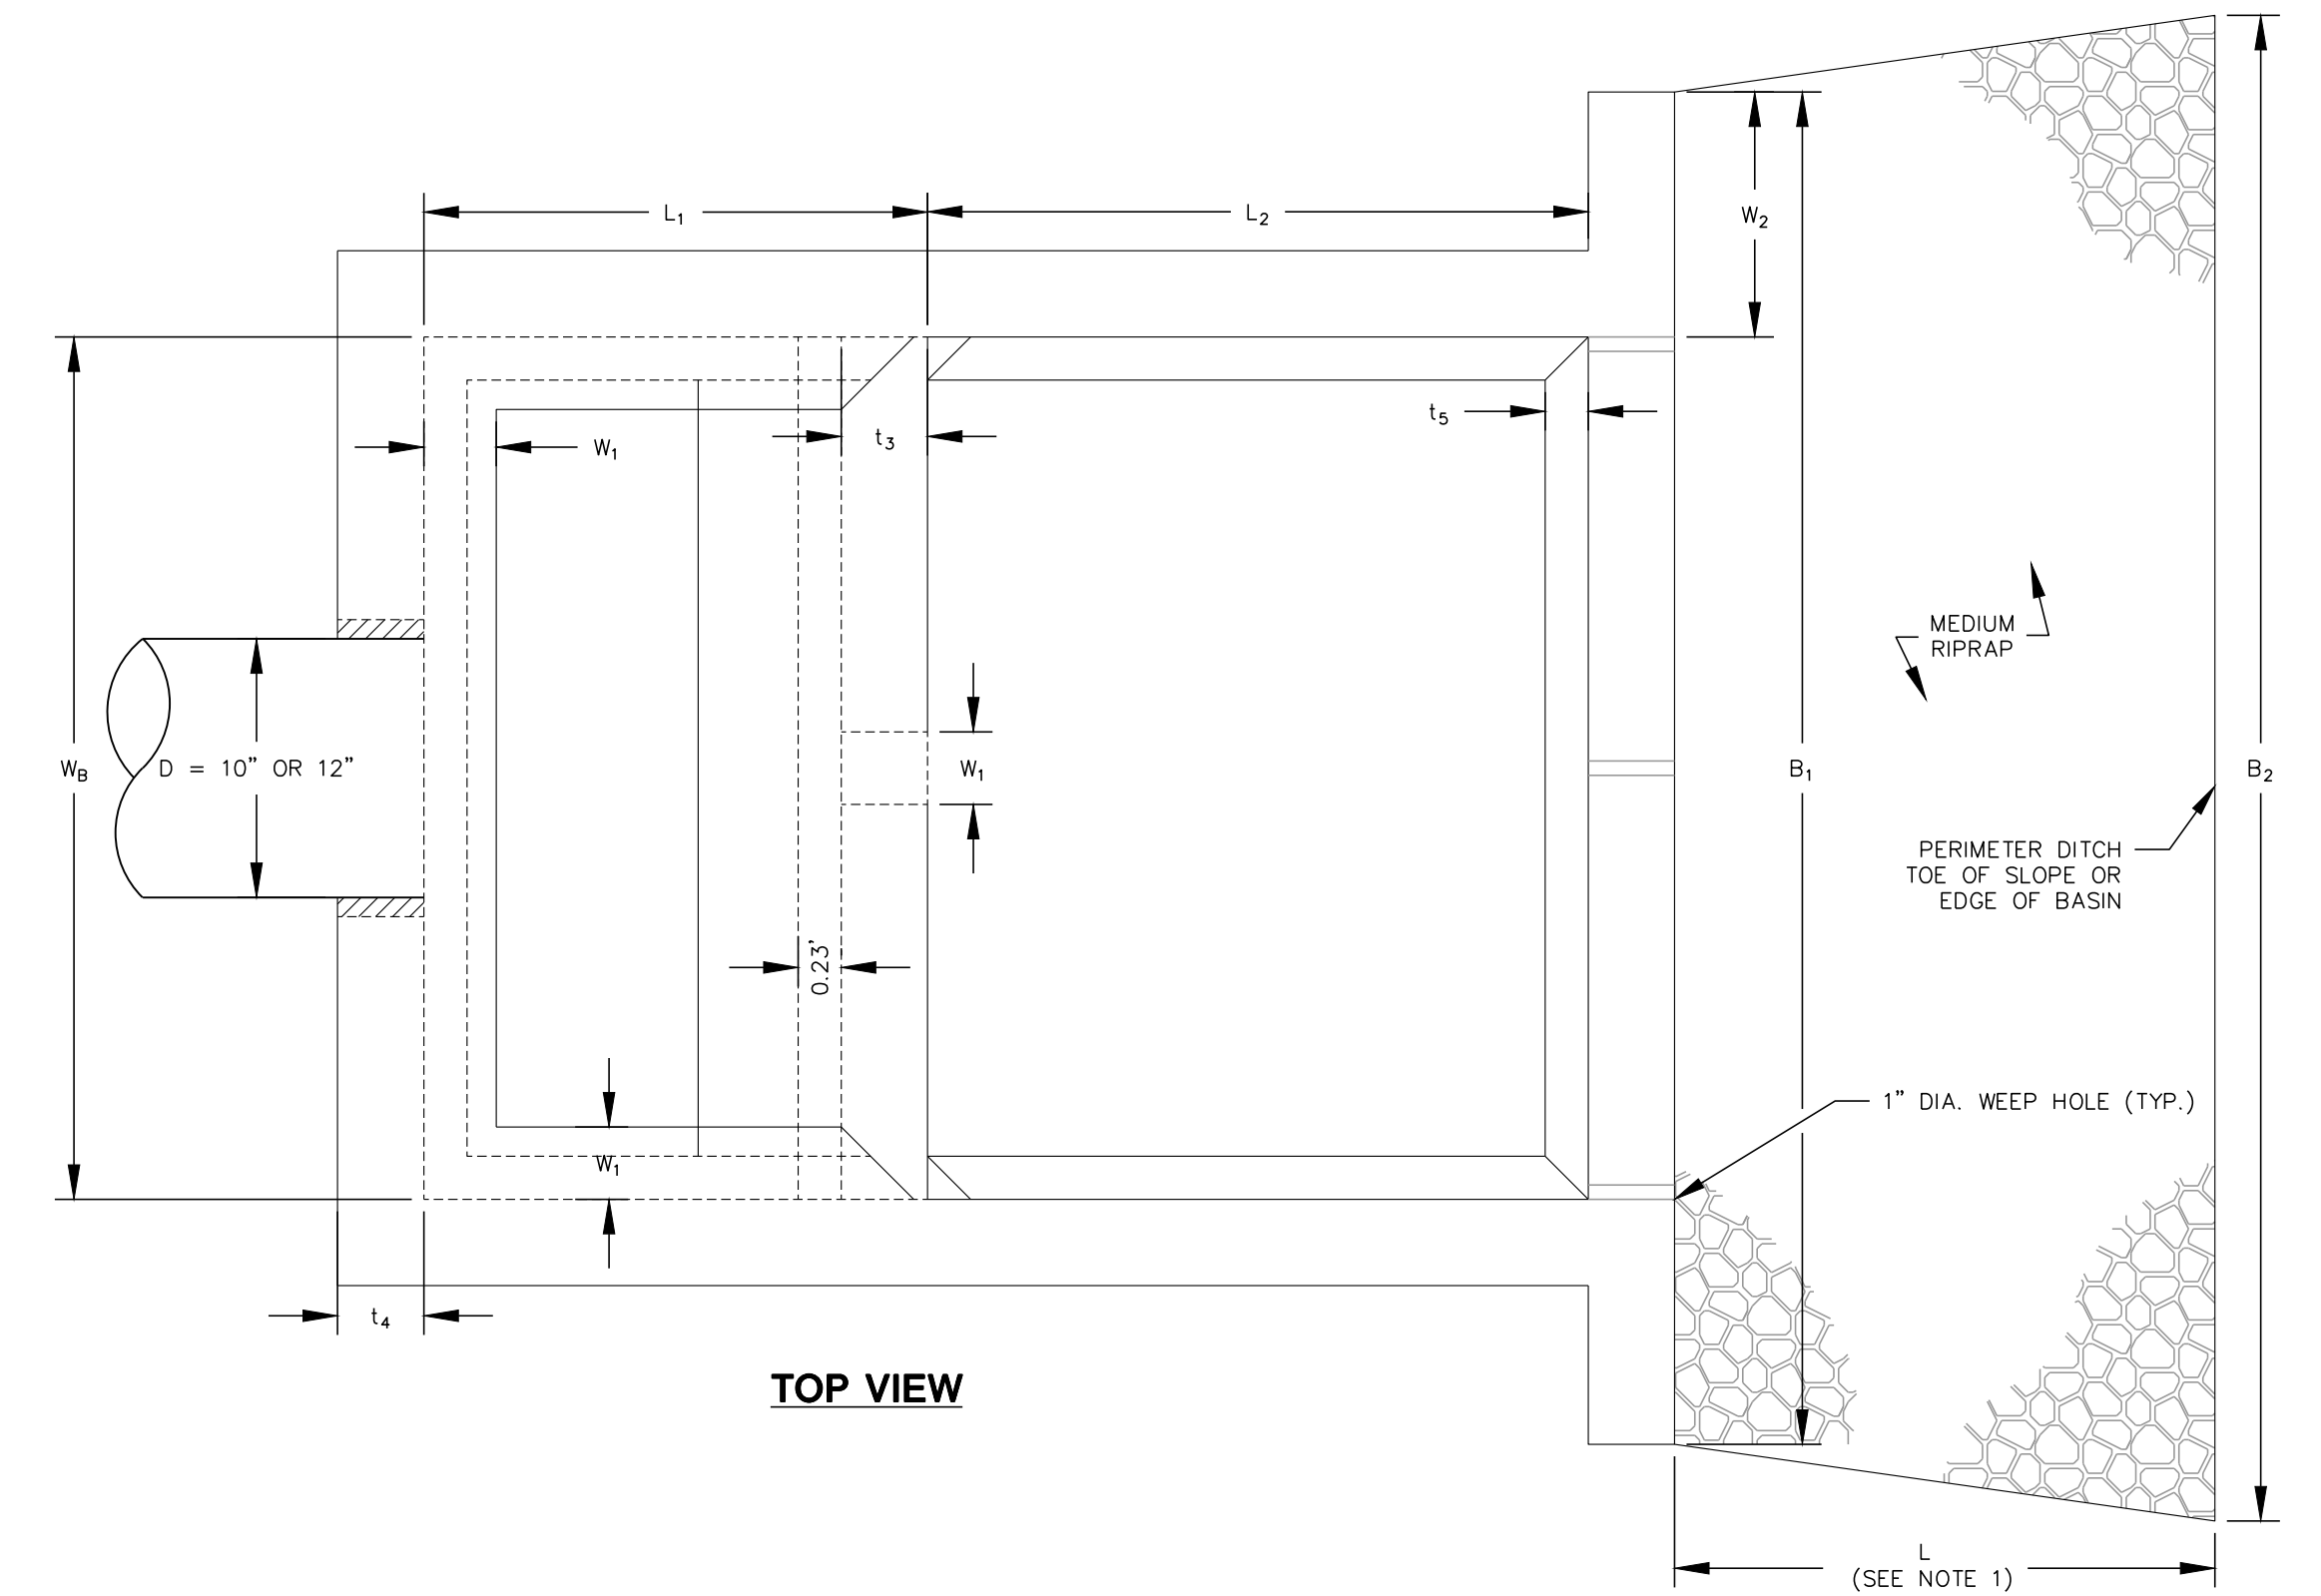 L₁
L₂
W₂
t₅
t₃
W₁
MEDIUM
RIPRAP
W_B
D = 10” OR 12”
W₁
B₁
B₂
PERIMETER DITCH
TOE OF SLOPE OR
EDGE OF BASIN
0.23’
1” DIA. WEEP HOLE (TYP.)
W₁
t₄
TOP VIEW
L
(SEE NOTE 1)